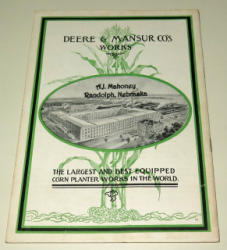 DEERE & MANSUR CO'S
WORKS
A.J. Mahoney
Randolph, Nebraska
THE LARGEST AND BEST EQUIPPED
CORN PLANTER WORKS IN THE WORLD.